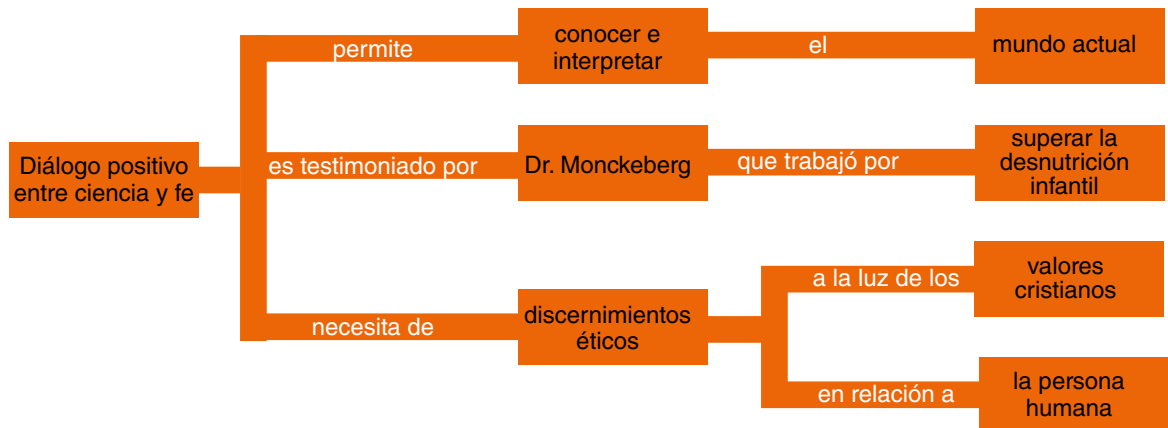 permite
conocer e
interpretar
el
mundo actual
Diálogo positivo
entre ciencia y fe
es testimoniado por
Dr. Monckeberg
que trabajó por
superar la
desnutrición
infantil
necesita de
discernimientos
éticos
a la luz de los
valores
cristianos
en relación a
la persona
humana